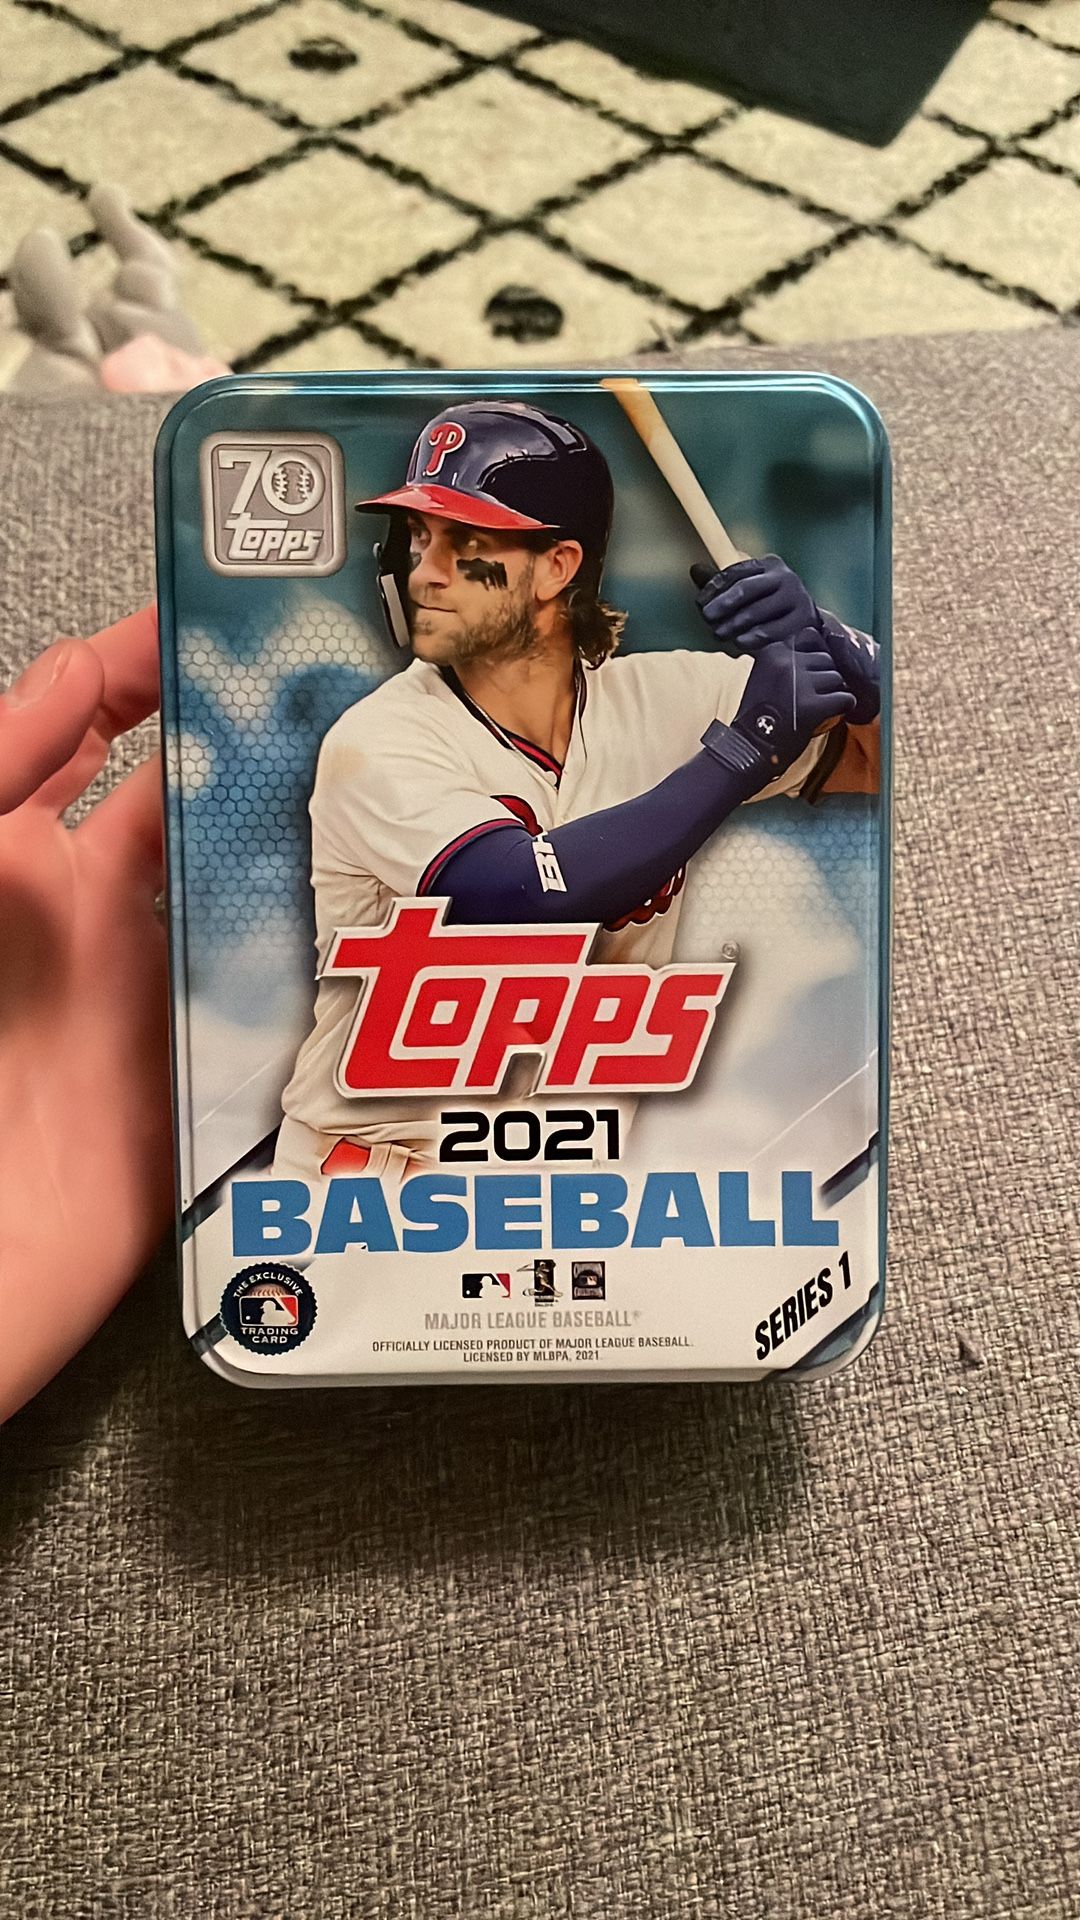 P
70
TOPPS
BH
TOPPS®
2021
BASEBALL
THE EXCLUSIVE
TRADING
CARD
MAJOR LEAGUE BASEBALL®
OFFICIALLY LICENSED PRODUCT OF MAJOR LEAGUE BASEBALL.
LICENSED BY MLBPA, 2021.
SERIES 1